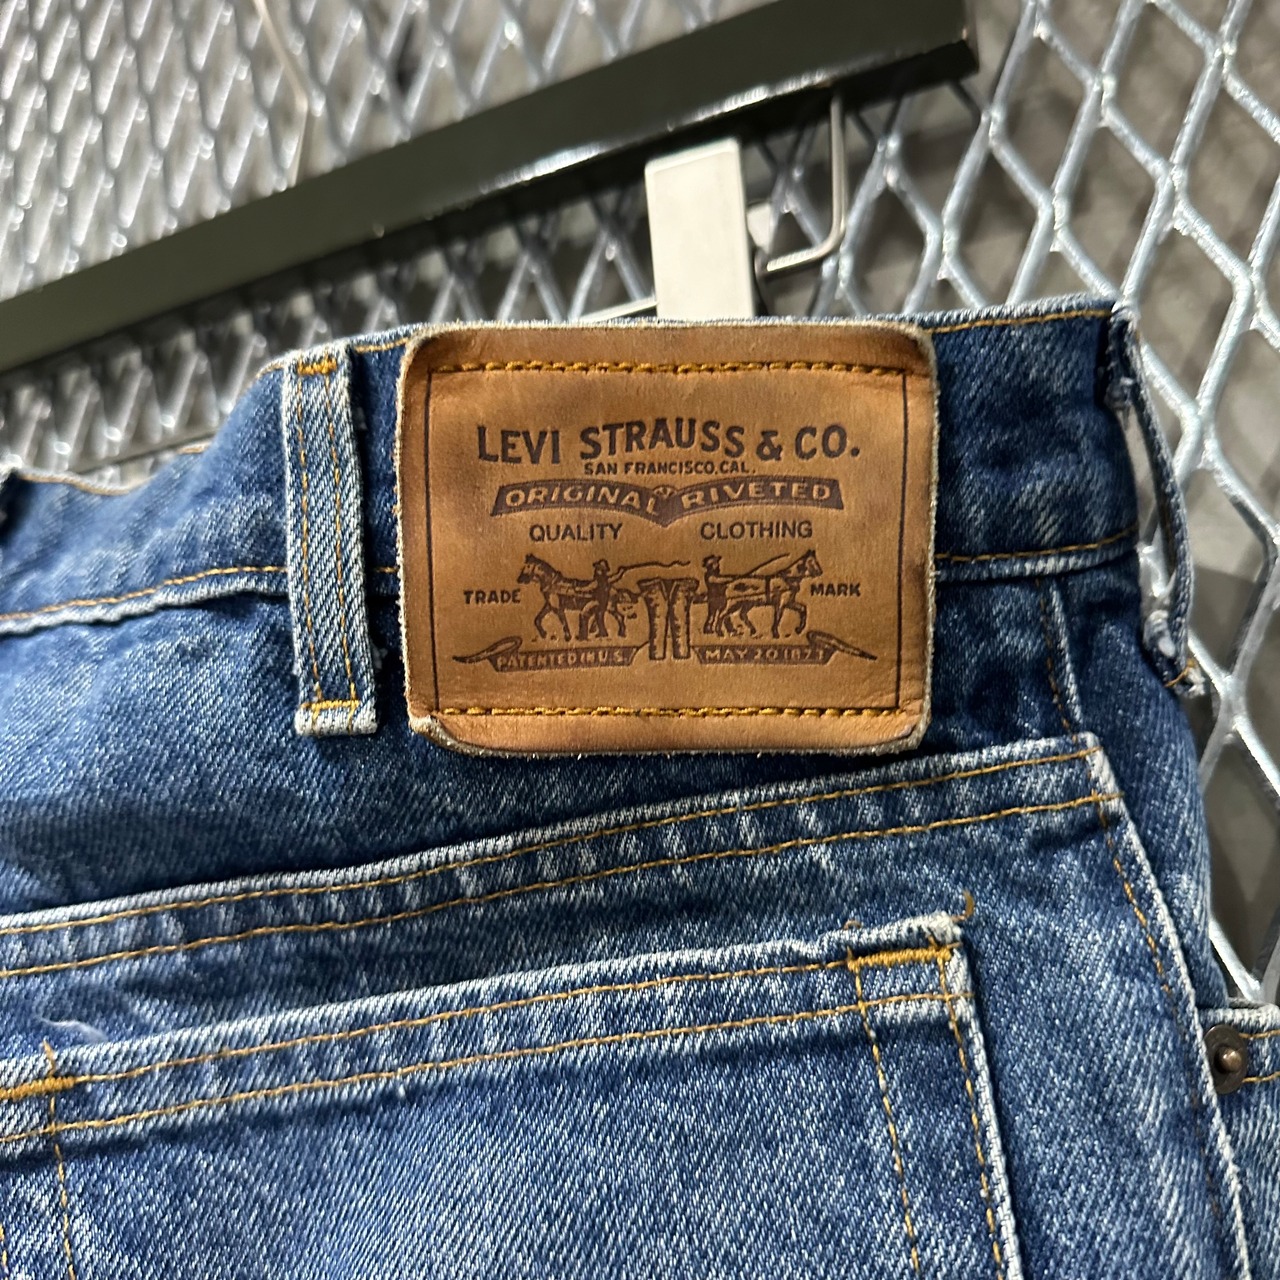 LEVI STRAUSS & CO.
SAN FRANCISCO, CAL.
ORIGINAL RIVETED
QUALITY CLOTHING
TRADE MARK
PATENTED IN U.S. MAY 20 1873